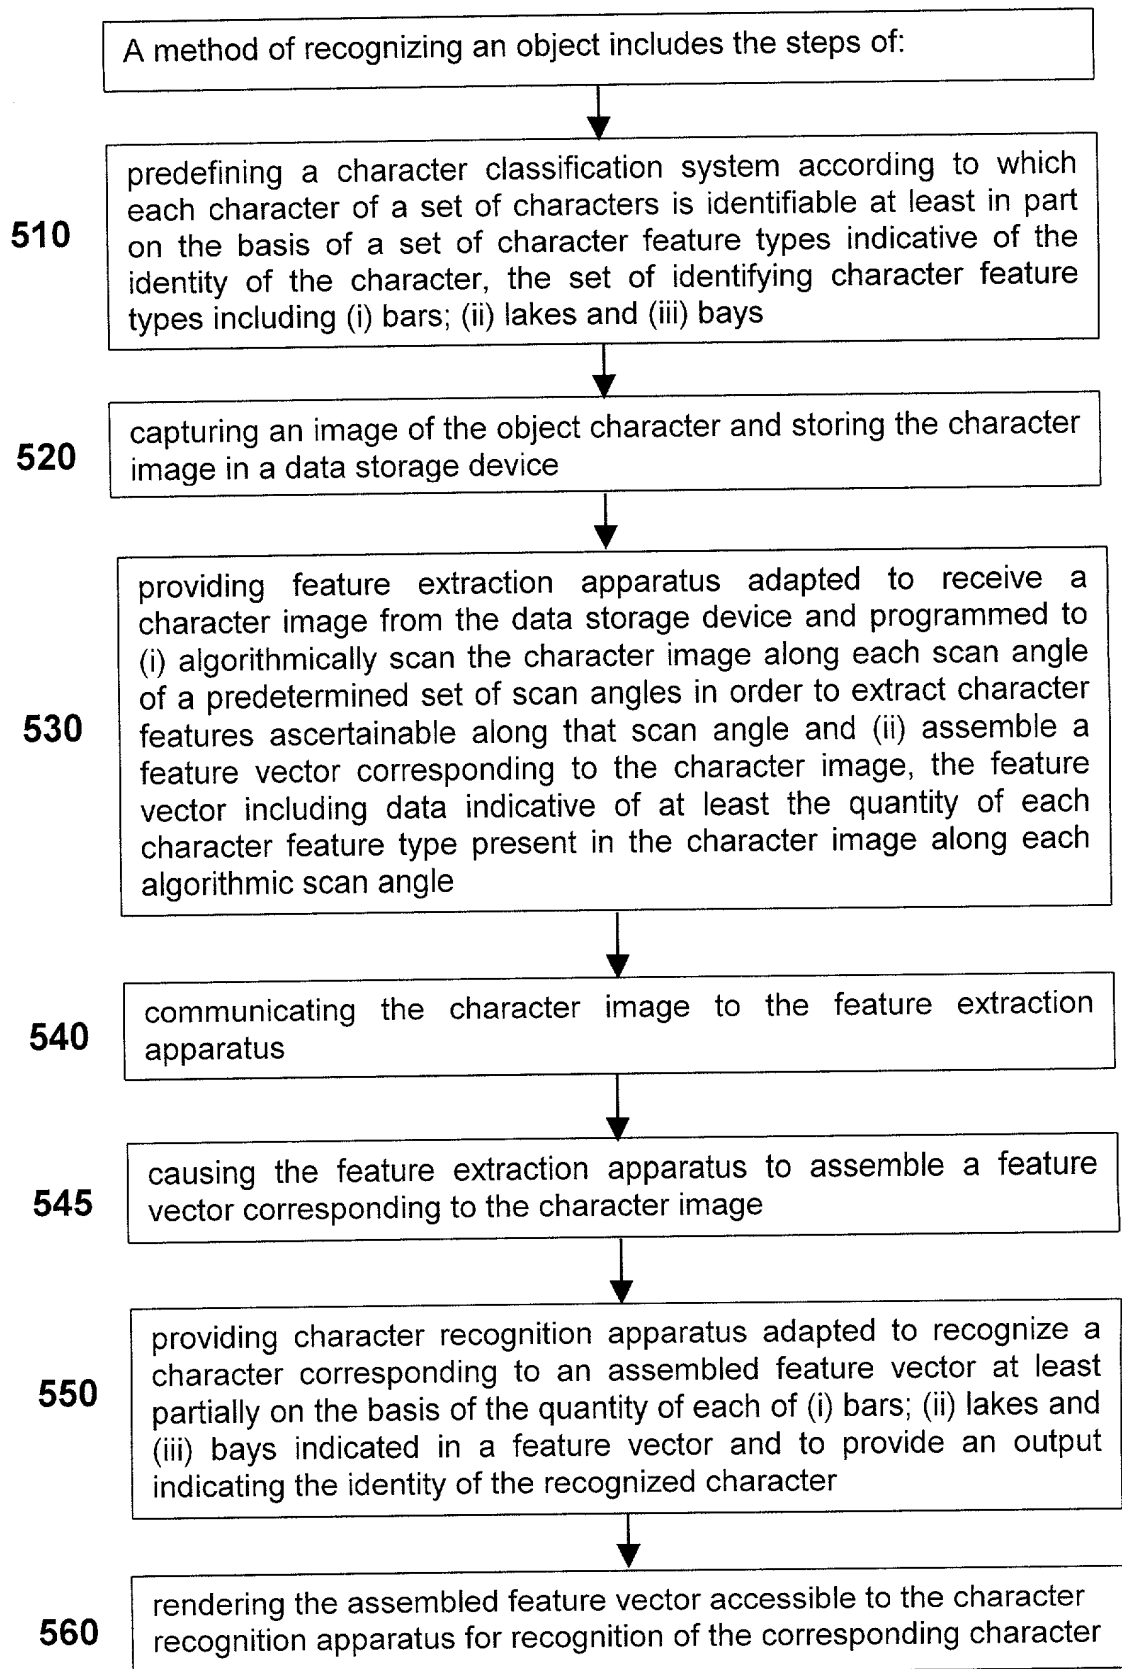 A method of recognizing an object includes the steps of:
510
predefining a character classification system according to which
each character of a set of characters is identifiable at least in part
on the basis of a set of character feature types indicative of the
identity of the character, the set of identifying character feature
types including (i) bars; (ii) lakes and (iii) bays
520
capturing an image of the object character and storing the character
image in a data storage device
530
providing feature extraction apparatus adapted to receive a
character image from the data storage device and programmed to
(i) algorithmically scan the character image along each scan angle
of a predetermined set of scan angles in order to extract character
features ascertainable along that scan angle and (ii) assemble a
feature vector corresponding to the character image, the feature
vector including data indicative of at least the quantity of each
character feature type present in the character image along each
algorithmic scan angle
540
communicating the character image to the feature extraction
apparatus
545
causing the feature extraction apparatus to assemble a feature
vector corresponding to the character image
550
providing character recognition apparatus adapted to recognize a
character corresponding to an assembled feature vector at least
partially on the basis of the quantity of each of (i) bars; (ii) lakes and
(iii) bays indicated in a feature vector and to provide an output
indicating the identity of the recognized character
560
rendering the assembled feature vector accessible to the character
recognition apparatus for recognition of the corresponding character